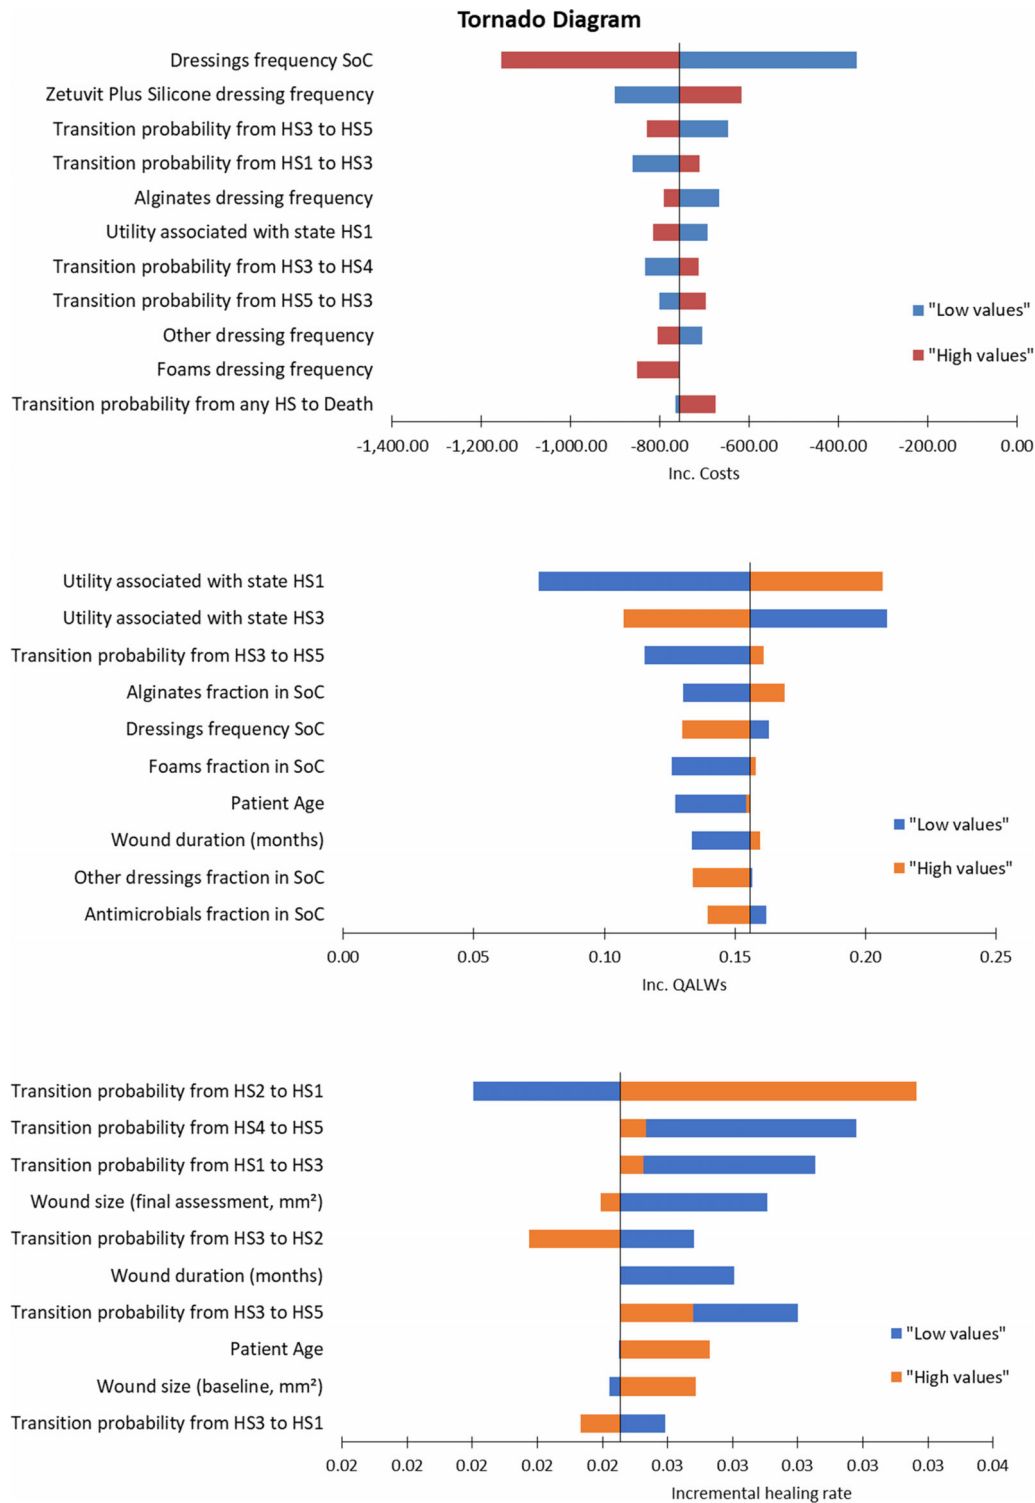 Tornado Diagram
Dressings frequency SoC
Zetuvit Plus Silicone dressing frequency
Transition probability from HS3 to HS5
Transition probability from HS1 to HS3
Alginates dressing frequency
Utility associated with state HS1
Transition probability from HS3 to HS4
Transition probability from HS5 to HS3
Other dressing frequency
Foams dressing frequency
Transition probability from any HS to Death
"Low values"
"High values"
-1,400.00 -1,200.00 -1,000.00 -800.00 -600.00 -400.00 -200.00 0.00
Inc. Costs
Utility associated with state HS1
Utility associated with state HS3
Transition probability from HS3 to HS5
Alginates fraction in SoC
Dressings frequency SoC
Foams fraction in SoC
Patient Age
Wound duration (months)
Other dressings fraction in SoC
Antimicrobials fraction in SoC
"Low values"
"High values"
0.00 0.05 0.10 0.15 0.20 0.25
Inc. QALWs
Transition probability from HS2 to HS1
Transition probability from HS4 to HS5
Transition probability from HS1 to HS3
Wound size (final assessment, mm²)
Transition probability from HS3 to HS2
Wound duration (months)
Transition probability from HS3 to HS5
Patient Age
Wound size (baseline, mm²)
Transition probability from HS3 to HS1
"Low values"
"High values"
0.02 0.02 0.02 0.02 0.02 0.03 0.03 0.03 0.03 0.04 0.04
Incremental healing rate